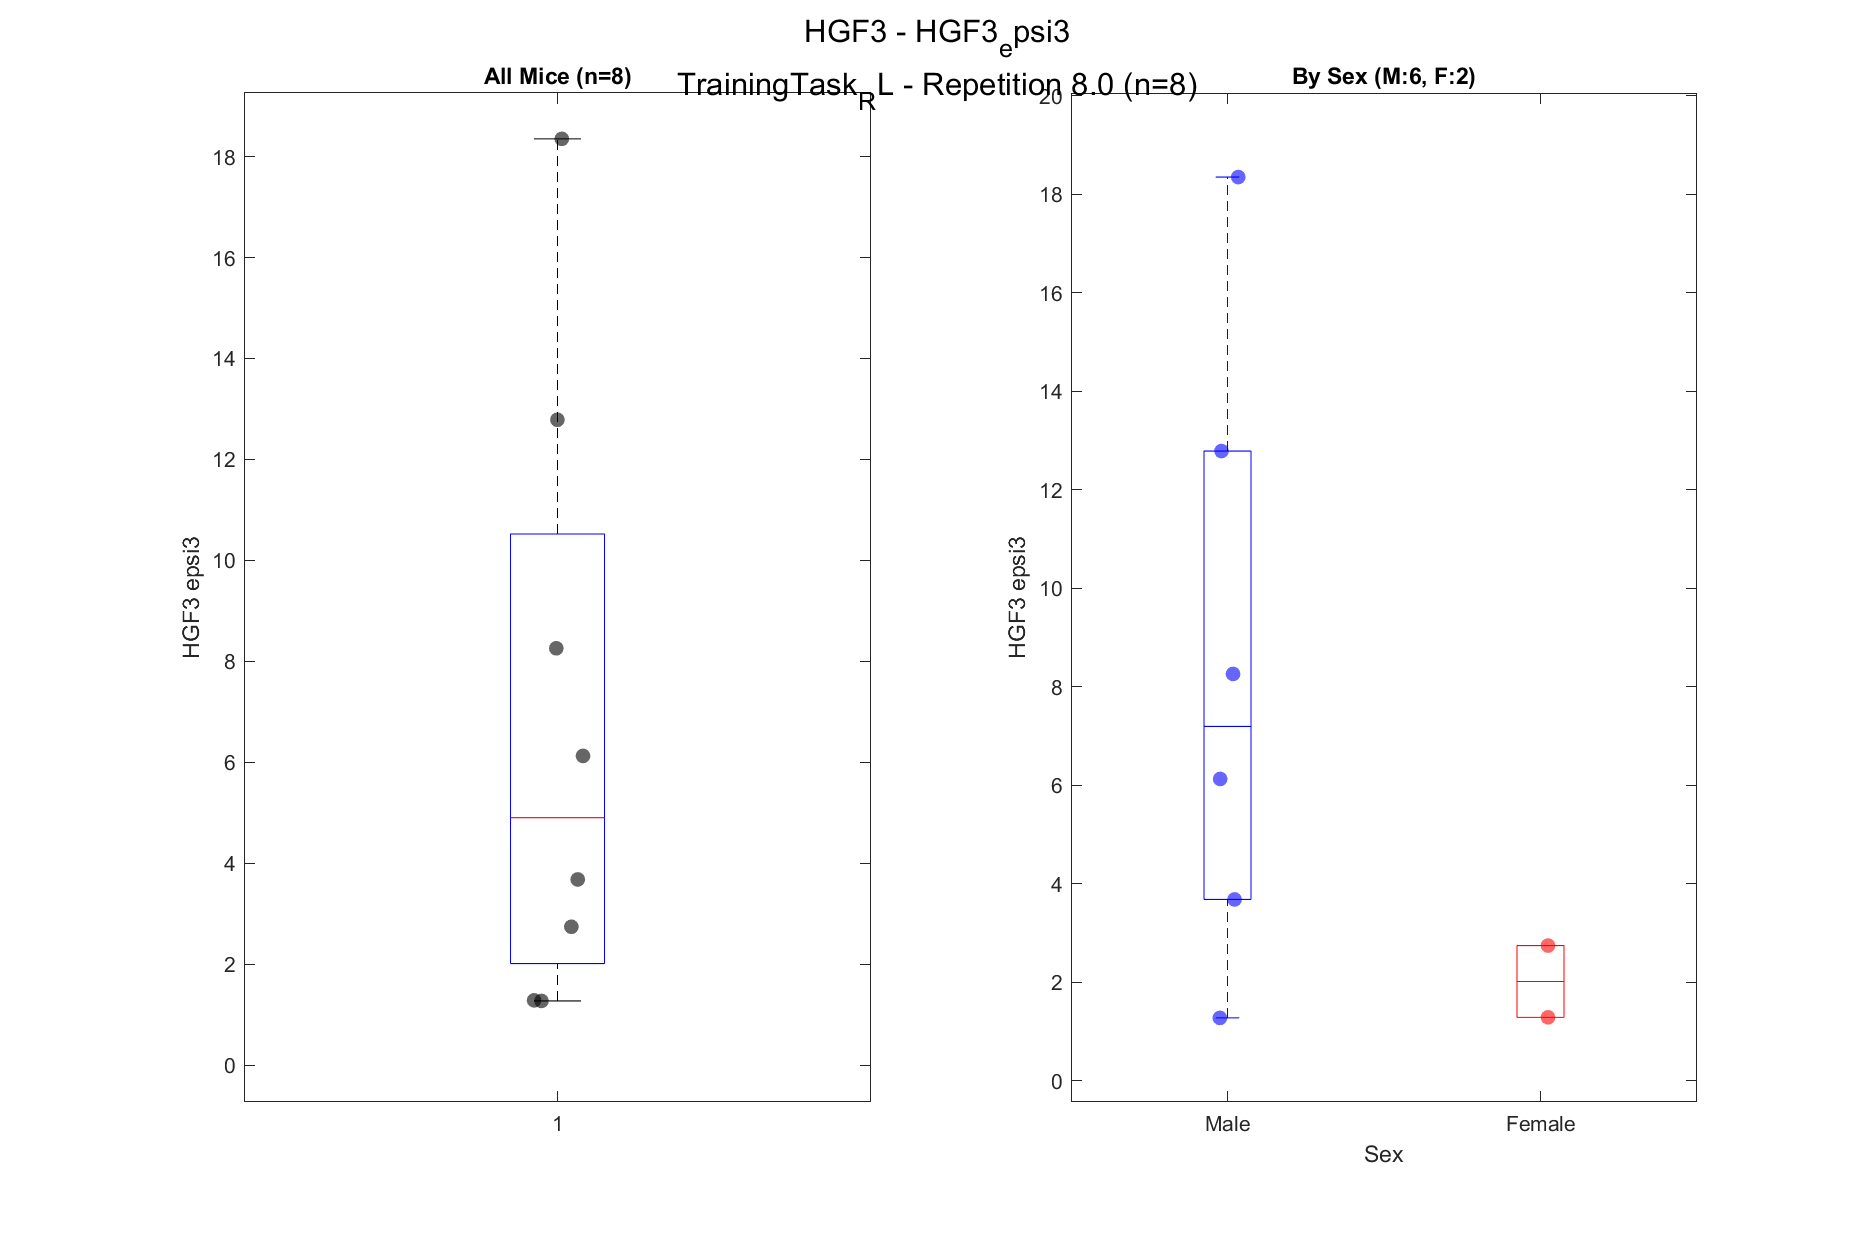 HGF3 - HGF3_epsi3
TrainingTask_RL - Repetition 8.0 (n=8)
All Mice (n=8)
18
16
14
12
10
8
6
4
2
0
HGF3 epsi3
1
By Sex (M:6, F:2)
20
18
16
14
12
10
8
6
4
2
0
HGF3 epsi3
Male
Female
Sex